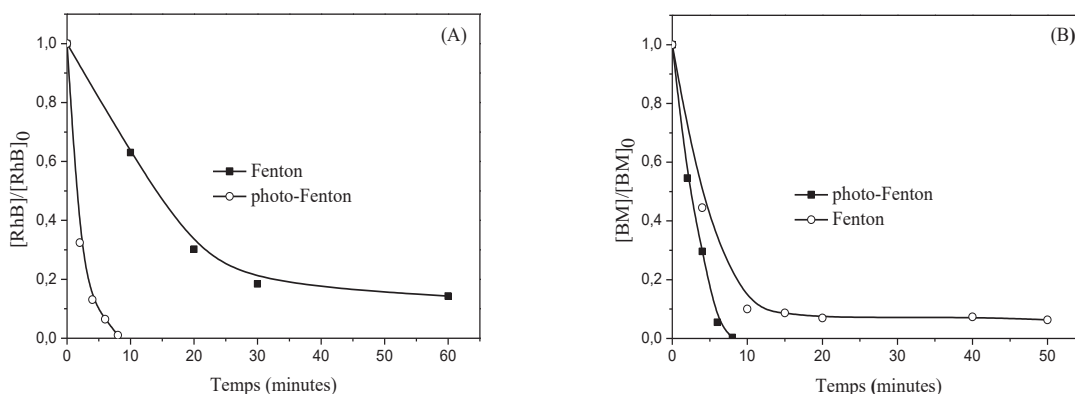 (A)
1,0
0,8
0,6
0,4
0,2
0,0
[RhB]/[RhB]0
Fenton
photo-Fenton
0 10 20 30 40 50 60
Temps (minutes)
(B)
1,0
0,8
0,6
0,4
0,2
0,0
[BM]/[BM]0
photo-Fenton
Fenton
0 10 20 30 40 50
Temps (minutes)